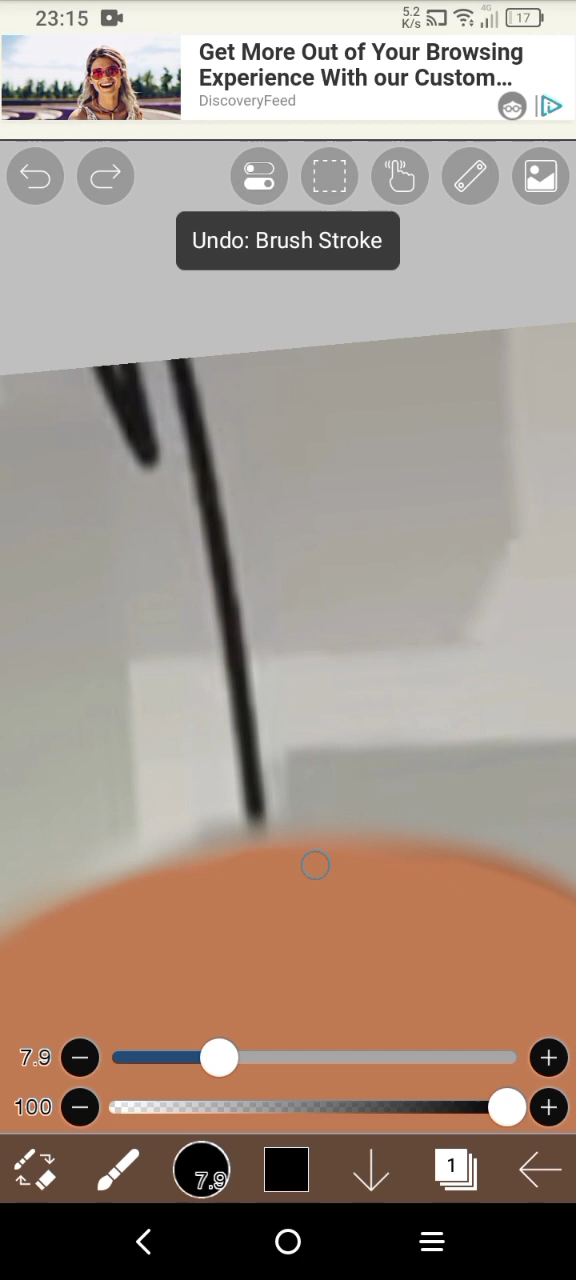 23:15
5.2
K/s
4G
17
Get More Out of Your Browsing
Experience With our Custom...
DiscoveryFeed
Undo: Brush Stroke
7.9
100
7.9
1